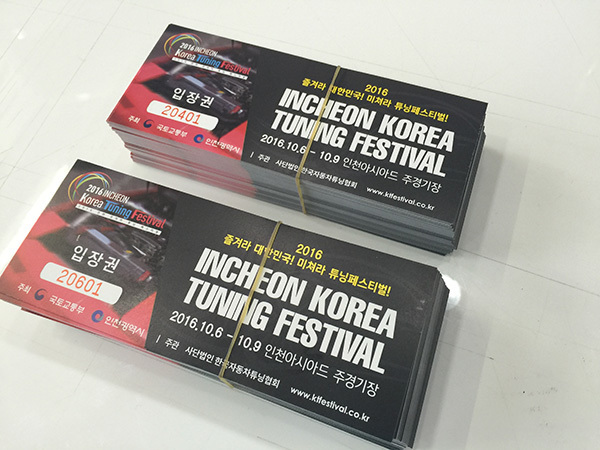 2016 INCHEON
Korea Tuning Festival
입장권
20401
주최 국토교통부 인천광역시
2016
즐겨라 대한민국! 미쳐라 튜닝페스티벌!
INCHEON KOREA
TUNING FESTIVAL
2016.10.6 – 10.9 인천아시아드 주경기장
주관 사단법인 한국자동차튜닝협회
www.ktfestival.co.kr
2016 INCHEON
Korea Tuning Festival
입장권
20601
주최 국토교통부 인천광역시
2016
즐겨라 대한민국! 미쳐라 튜닝페스티벌!
INCHEON KOREA
TUNING FESTIVAL
2016.10.6 – 10.9 인천아시아드 주경기장
주관 사단법인 한국자동차튜닝협회
www.ktfestival.co.kr